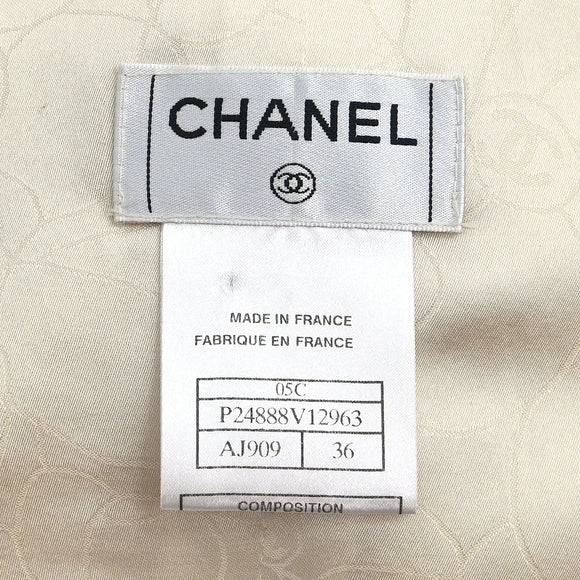 CHANEL
MADE IN FRANCE
FABRIQUE EN FRANCE
05C
P24888V12963
AJ909 36
COMPOSITION